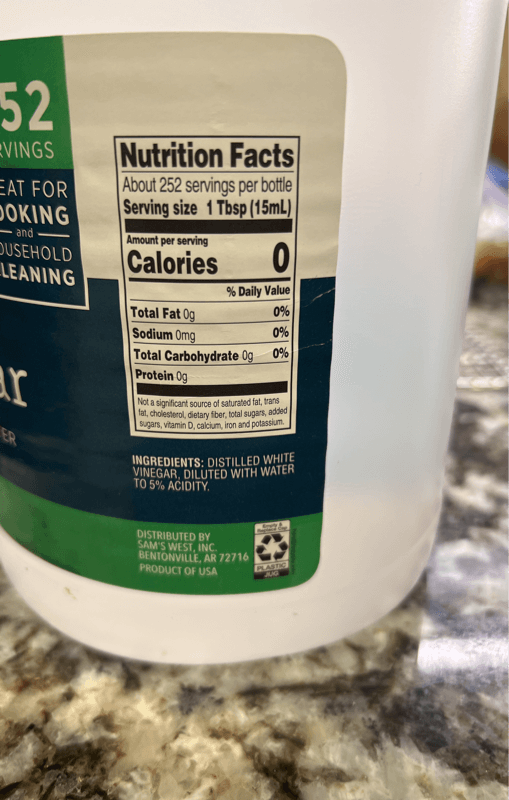 52
RVINGS
EAT FOR
OOKING
and
OUSEHOLD
LEANING
ar
ER
Nutrition Facts
About 252 servings per bottle
Serving size 1 Tbsp (15mL)
Amount per serving
Calories 0
% Daily Value
Total Fat 0g 0%
Sodium 0mg 0%
Total Carbohydrate 0g 0%
Protein 0g
Not a significant source of saturated fat, trans
fat, cholesterol, dietary fiber, total sugars, added
sugars, vitamin D, calcium, iron and potassium.
INGREDIENTS: DISTILLED WHITE
VINEGAR, DILUTED WITH WATER
TO 5% ACIDITY.
DISTRIBUTED BY
SAM'S WEST, INC.
BENTONVILLE, AR 72716
PRODUCT OF USA
Empty &
Replace Cap
PLASTIC
JUG